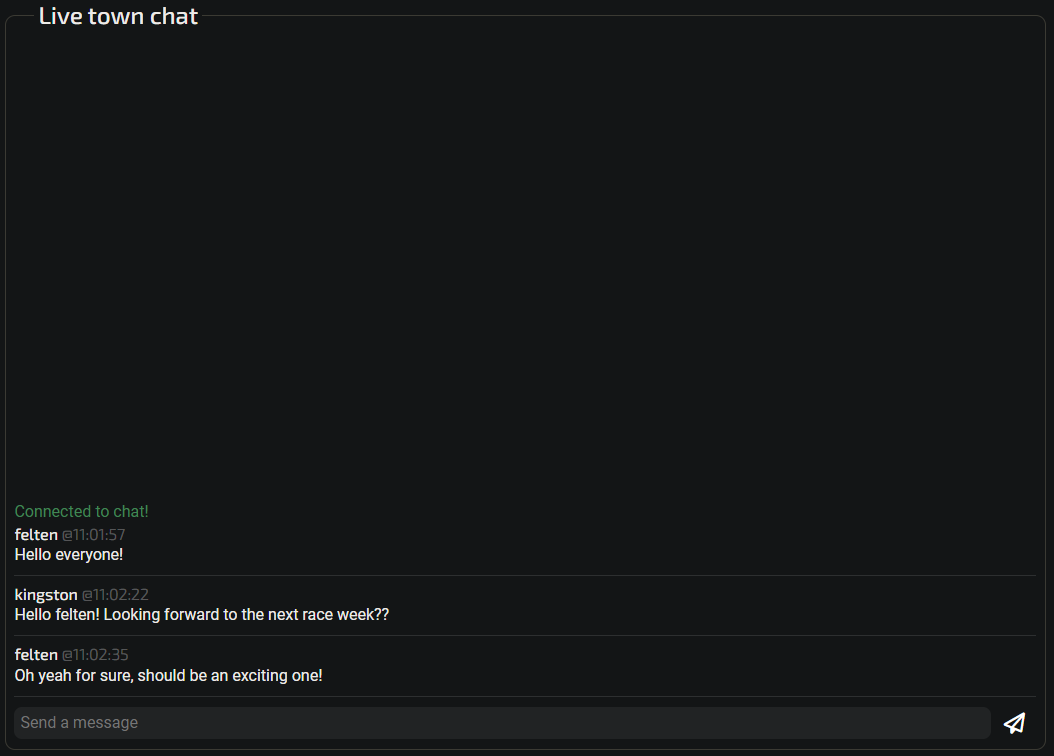 Live town chat
Connected to chat!
felten @11:01:57
Hello everyone!
kingston @11:02:22
Hello felten! Looking forward to the next race week??
felten @11:02:35
Oh yeah for sure, should be an exciting one!
Send a message